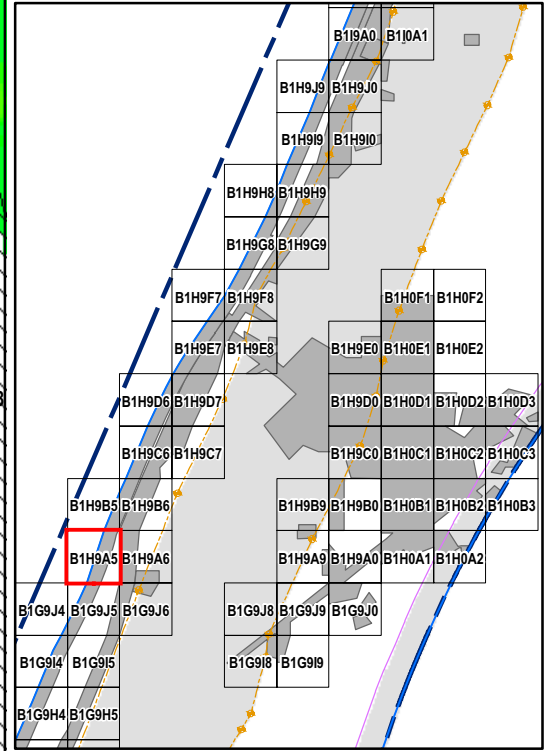 B1I9A0 B1I0A1
B1H9J9 B1H9J0
B1H9I9 B1H9I0
B1H9H8 B1H9H9
B1H9G8 B1H9G9
B1H9F7 B1H9F8 B1H0F1 B1H0F2
B1H9E7 B1H9E8 B1H9E0 B1H0E1 B1H0E2
B1H9D6 B1H9D7 B1H9D0 B1H0D1 B1H0D2 B1H0D3
B1H9C6 B1H9C7 B1H9C0 B1H0C1 B1H0C2 B1H0C3
B1H9B5 B1H9B6 B1H9B9 B1H9B0 B1H0B1 B1H0B2 B1H0B3
B1H9A5 B1H9A6 B1H9A9 B1H9A0 B1H0A1 B1H0A2
B1G9J4 B1G9J5 B1G9J6 B1G9J8 B1G9J9 B1G9J0
B1G9I4 B1G9I5 B1G9I8 B1G9I9
B1G9H4 B1G9H5